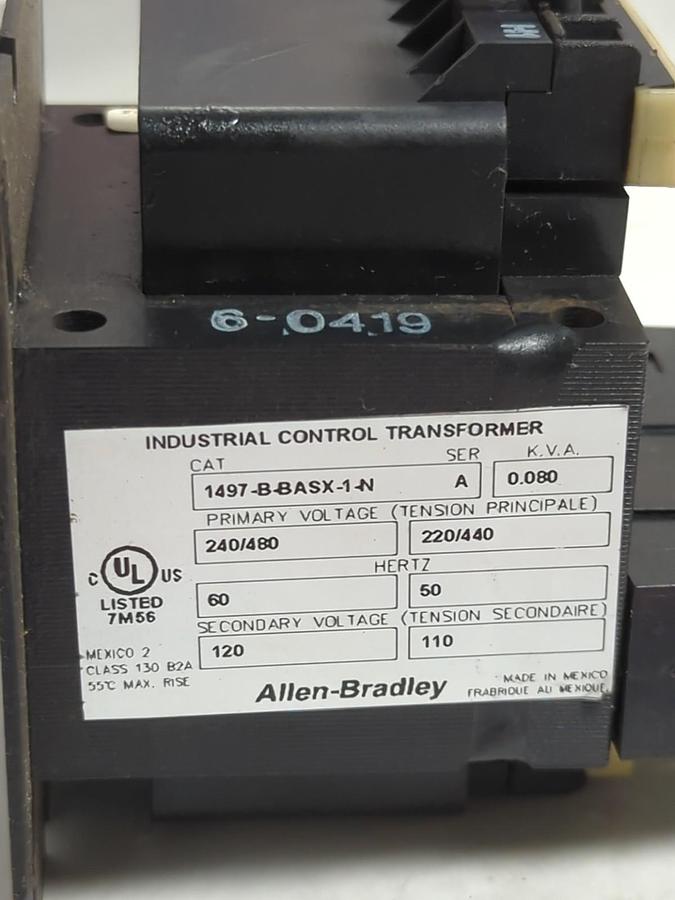 6-0419
INDUSTRIAL CONTROL TRANSFORMER
CAT SER K.V.A.
1497-B-BASX-1-N A 0.080
PRIMARY VOLTAGE (TENSION PRINCIPALE)
240/480 220/440
HERTZ
60 50
SECONDARY VOLTAGE (TENSION SECONDAIRE)
120 110
C UL US
LISTED
7M56
MEXICO 2
CLASS 130 B2A
55°C MAX. RISE
Allen-Bradley
MADE IN MEXICO
FRABRIQUE AU MEXIQUE